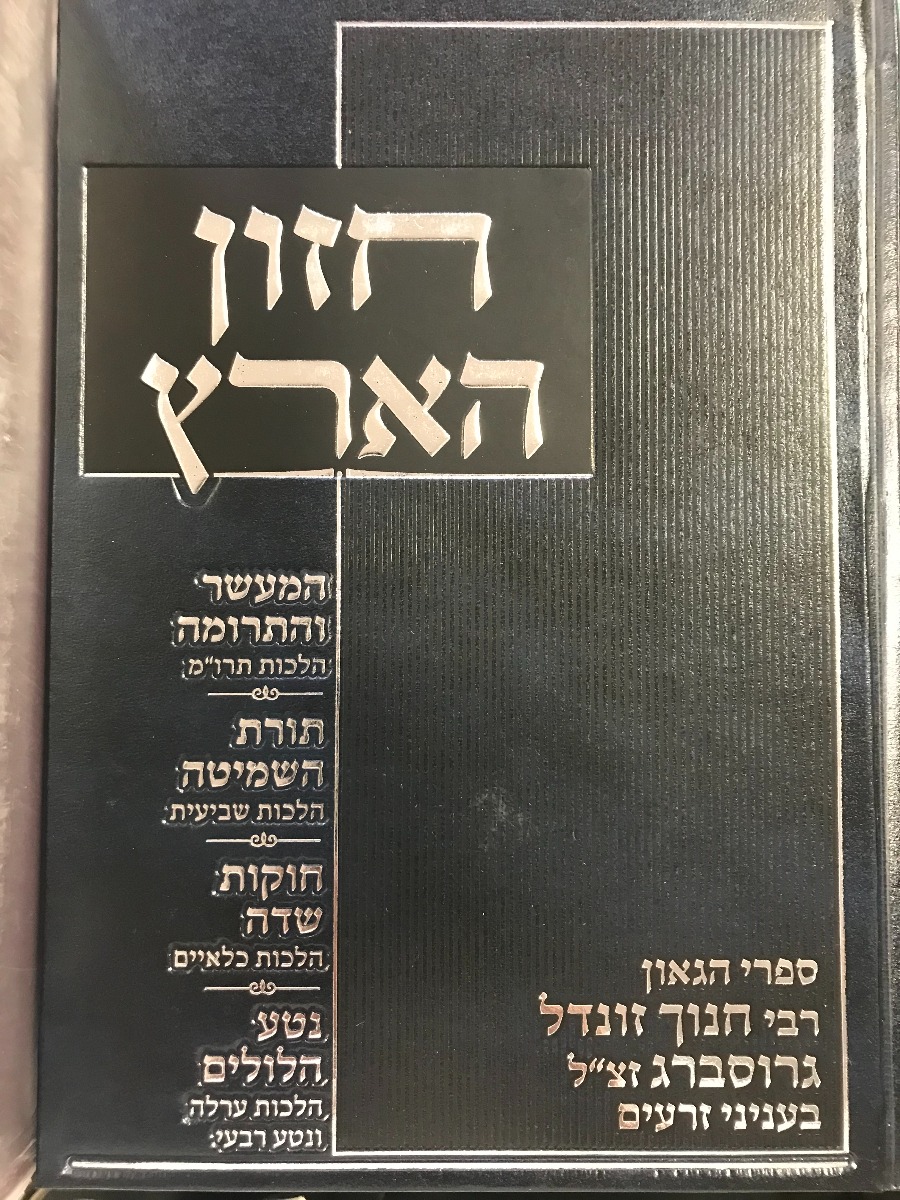 חזון
הארץ
המעשר
והתרומה
הלכות תרו״מ
תורת
השמיטה
הלכות שביעית
חוקות
שדה
הלכות כלאיים
נטע
הלולים
הלכות ערלה
ונטע רבעי
ספרי הגאון
רבי חנוך זונדל
גרוסברג זצ״ל
בעניני זרעים